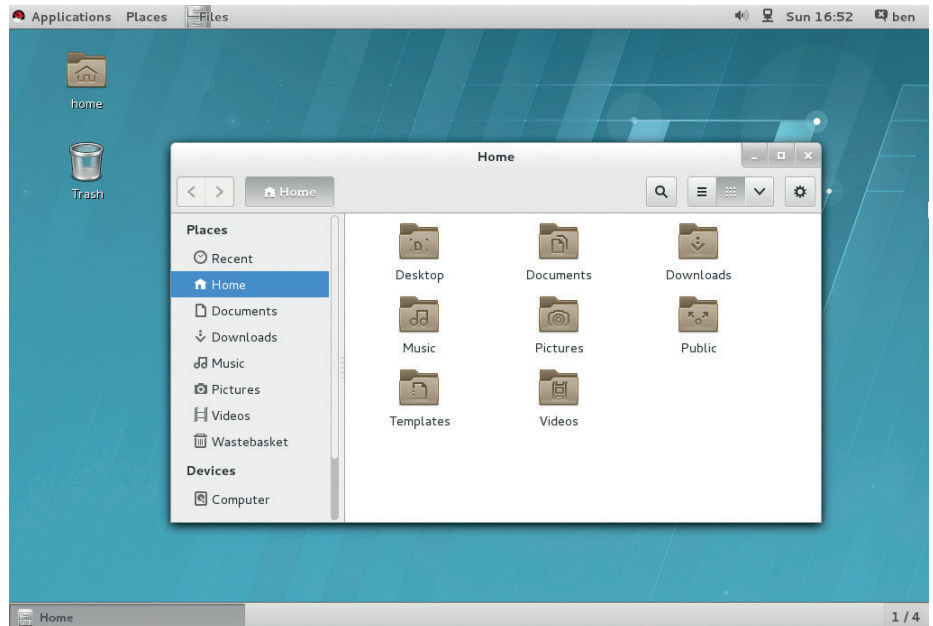 Applications Places Files Sun 16:52 ben
home
Trash
Home
Home
Places
Recent
Home
Documents
Downloads
Music
Pictures
Videos
Wastebasket
Devices
Computer
Desktop Documents Downloads
Music Pictures Public
Templates Videos
Home 1 / 4